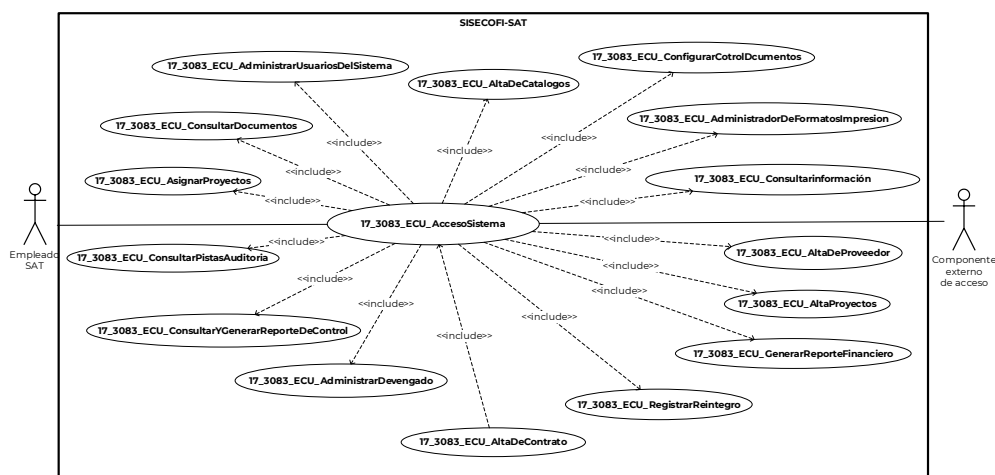 SISECOFI-SAT
17_3083_ECU_AdministrarUsuariosDelSistema
17_3083_ECU_ConfigurarCotrolDcumentos
17_3083_ECU_AltaDeCatalogos
17_3083_ECU_ConsultarDocumentos
17_3083_ECU_AdministradorDeFormatosImpresion
<<include>>
<<include>>
<<include>>
<<include>>
<<include>>
17_3083_ECU_AsignarProyectos
17_3083_ECU_Consultarinformación
<<include>>
<<include>>
17_3083_ECU_AccesoSistema
Empleado
SAT
<<include>>
<<include>>
17_3083_ECU_ConsultarPistasAuditoria
17_3083_ECU_AltaDeProveedor
Componente
externo
de acceso
<<include>>
<<include>>
<<include>>
<<include>>
17_3083_ECU_AltaProyectos
<<include>>
<<include>>
17_3083_ECU_ConsultarYGenerarReporteDeControl
<<include>>
17_3083_ECU_GenerarReporteFinanciero
17_3083_ECU_AdministrarDevengado
17_3083_ECU_RegistrarReintegro
17_3083_ECU_AltaDeContrato